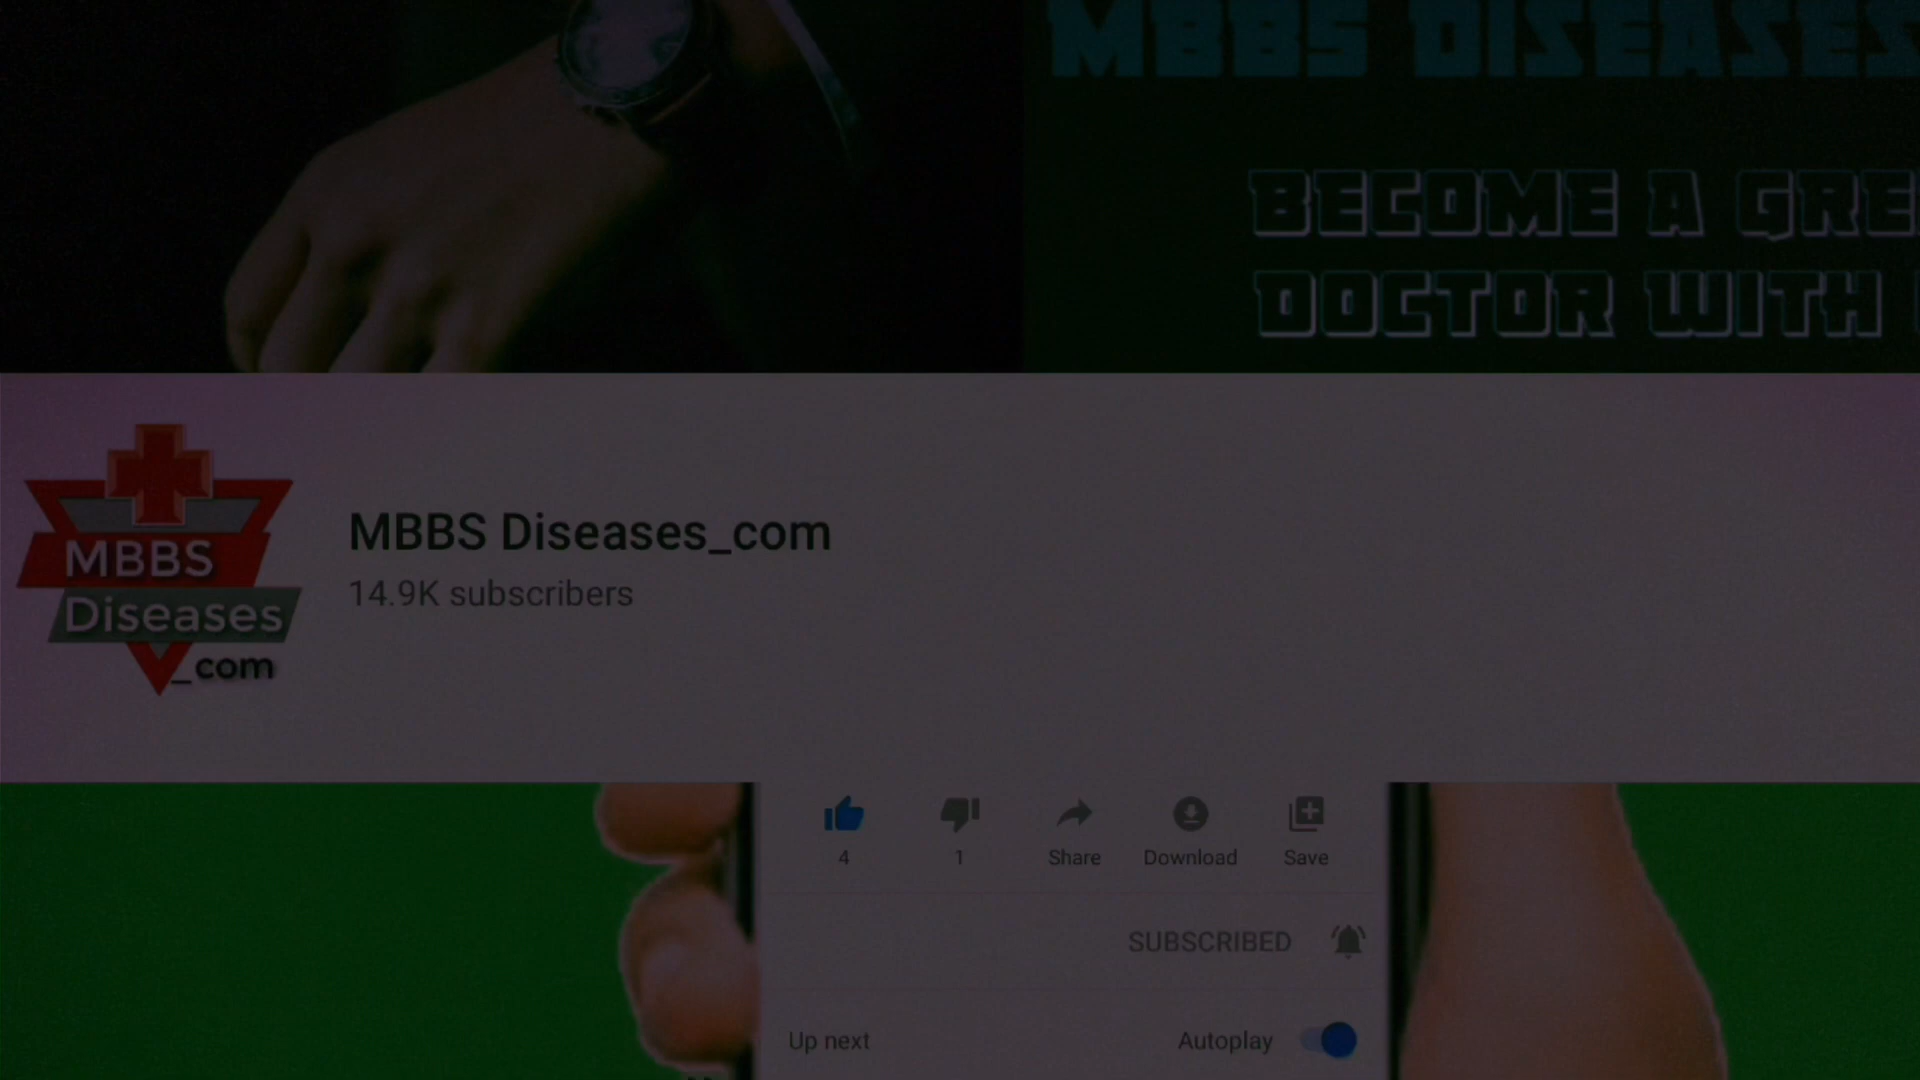 MBBS DISEASES
BECOME A
DOCTOR WITH
MBBS
Diseases
_com
MBBS Diseases_com
14.9K subscribers
4
1
Share
Download
Save
SUBSCRIBED
Up next
Autoplay